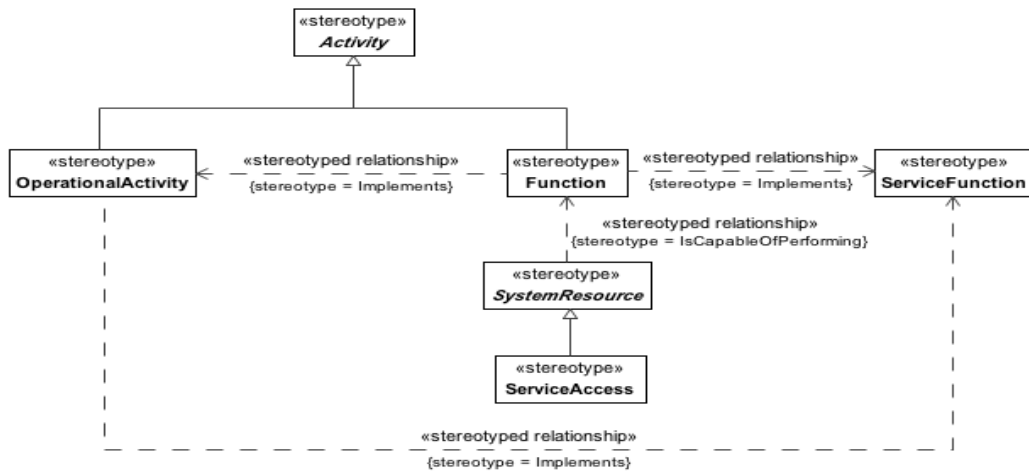 «stereotype»
Activity
«stereotype»
OperationalActivity
«stereotyped relationship»
{stereotype = Implements}
«stereotype»
Function
«stereotyped relationship»
{stereotype = Implements}
«stereotype»
ServiceFunction
«stereotyped relationship»
{stereotype = IsCapableOfPerforming}
«stereotype»
SystemResource
«stereotype»
ServiceAccess
«stereotyped relationship»
{stereotype = Implements}